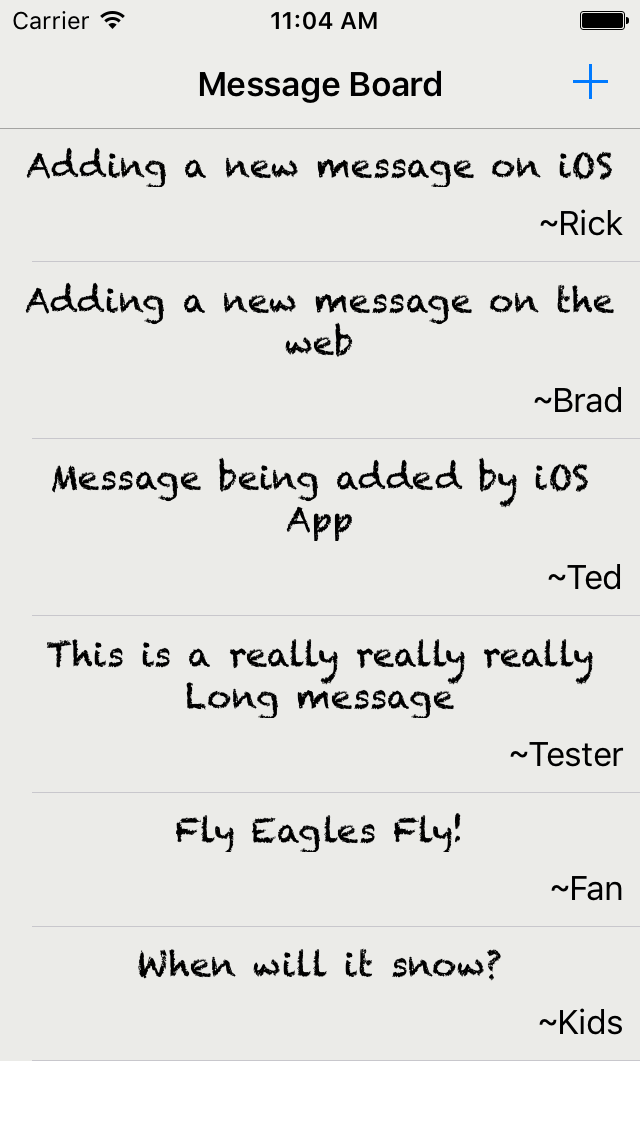 Carrier 11:04 AM
Message Board +
Adding a new message on iOS
~Rick
Adding a new message on the
web
~Brad
Message being added by iOS
App
~Ted
This is a really really really
Long message
~Tester
Fly Eagles Fly!
~Fan
When will it snow?
~Kids